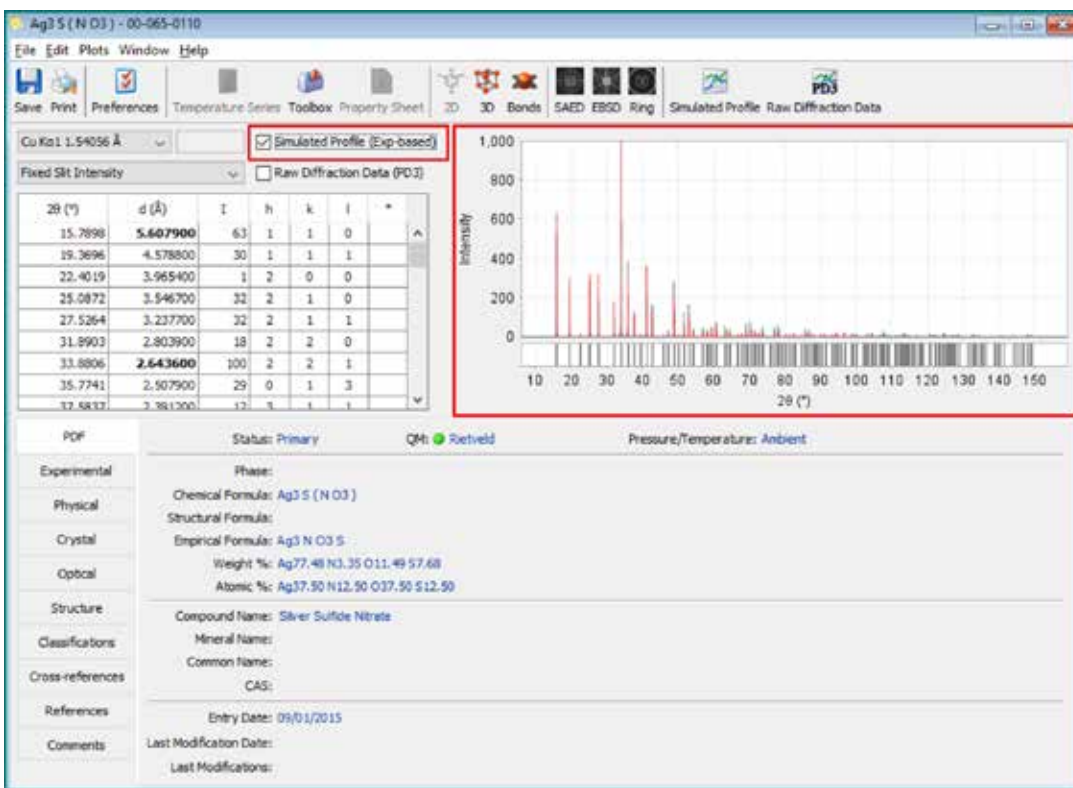 Ag3 S ( N O3 ) - 00-065-0110
File Edit Plots Window Help
Save Print Preferences Temperature Series Toolbox Property Sheet 2D 3D Bonds SAED EBSD Ring Simulated Profile Raw Diffraction Data
PD3
Cu Kα1 1.54056 Å Simulated Profile (Exp-based)
Fixed Slit Intensity Raw Diffraction Data (PD3)
2θ (°) d (Å) I h k l *
15.7898 5.607900 63 1 1 0
19.3696 4.578800 30 1 1 1
22.4019 3.965400 1 2 0 0
25.0872 3.546700 32 2 1 0
27.5264 3.237700 32 2 1 1
31.8903 2.803900 18 2 2 0
33.8806 2.643600 100 2 2 1
35.7741 2.507900 29 0 1 3
37.5837 2.391200 12 3 1 1
1,000
800
600
400
200
0
Intensity
10 20 30 40 50 60 70 80 90 100 110 120 130 140 150
2θ (°)
PDF
Experimental
Physical
Crystal
Optical
Structure
Classifications
Cross-references
References
Comments
Status: Primary QM: Rietveld Pressure/Temperature: Ambient
Phase:
Chemical Formula: Ag3 S ( N O3 )
Structural Formula:
Empirical Formula: Ag3 N O3 S
Weight %: Ag77.48 N3.35 O11.49 S7.68
Atomic %: Ag37.50 N12.50 O37.50 S12.50
Compound Name: Silver Sulfide Nitrate
Mineral Name:
Common Name:
CAS:
Entry Date: 09/01/2015
Last Modification Date:
Last Modifications: